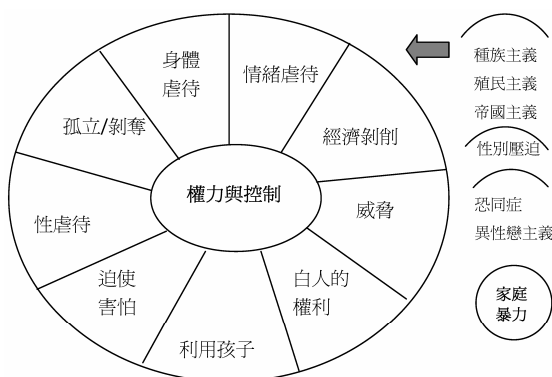 身體
虐待
情緒虐待
孤立/剝奪
經濟剝削
權力與控制
性虐待
威脅
迫使
害怕
白人的
權利
利用孩子
種族主義
殖民主義
帝國主義
性別壓迫
恐同症
異性戀主義
家庭
暴力